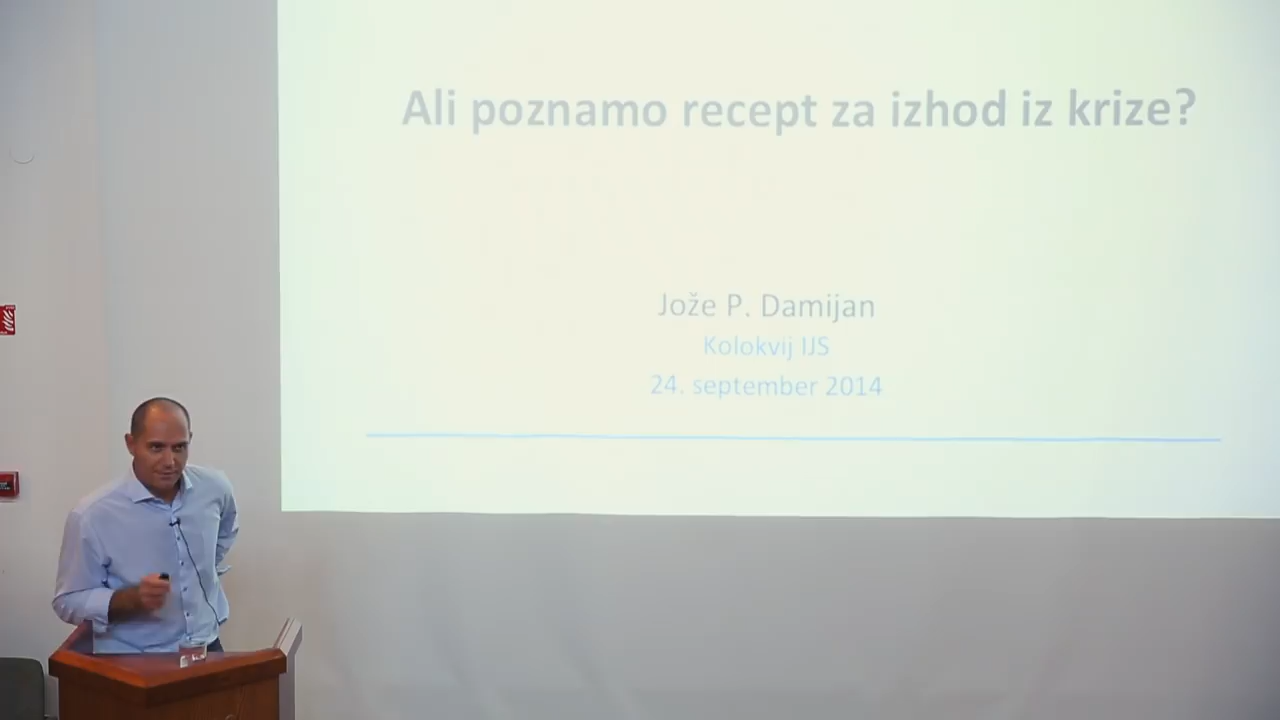 Ali poznamo recept za izhod iz krize?
Jože P. Damijan
Kolokvij IJS
24. september 2014